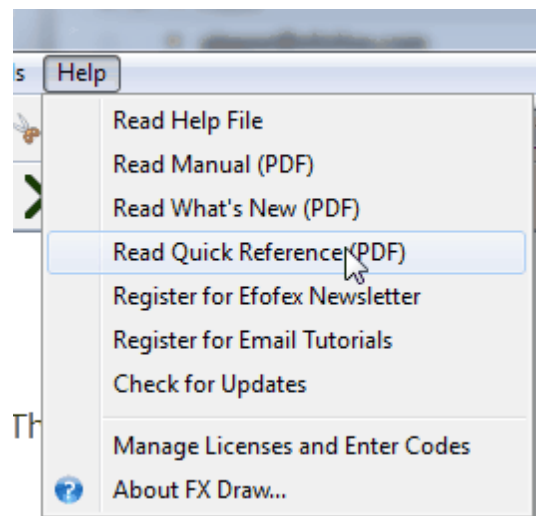 s Help
Read Help File
Read Manual (PDF)
Read What's New (PDF)
Read Quick Reference (PDF)
Register for Efofex Newsletter
Register for Email Tutorials
Check for Updates
Th
Manage Licenses and Enter Codes
About FX Draw...